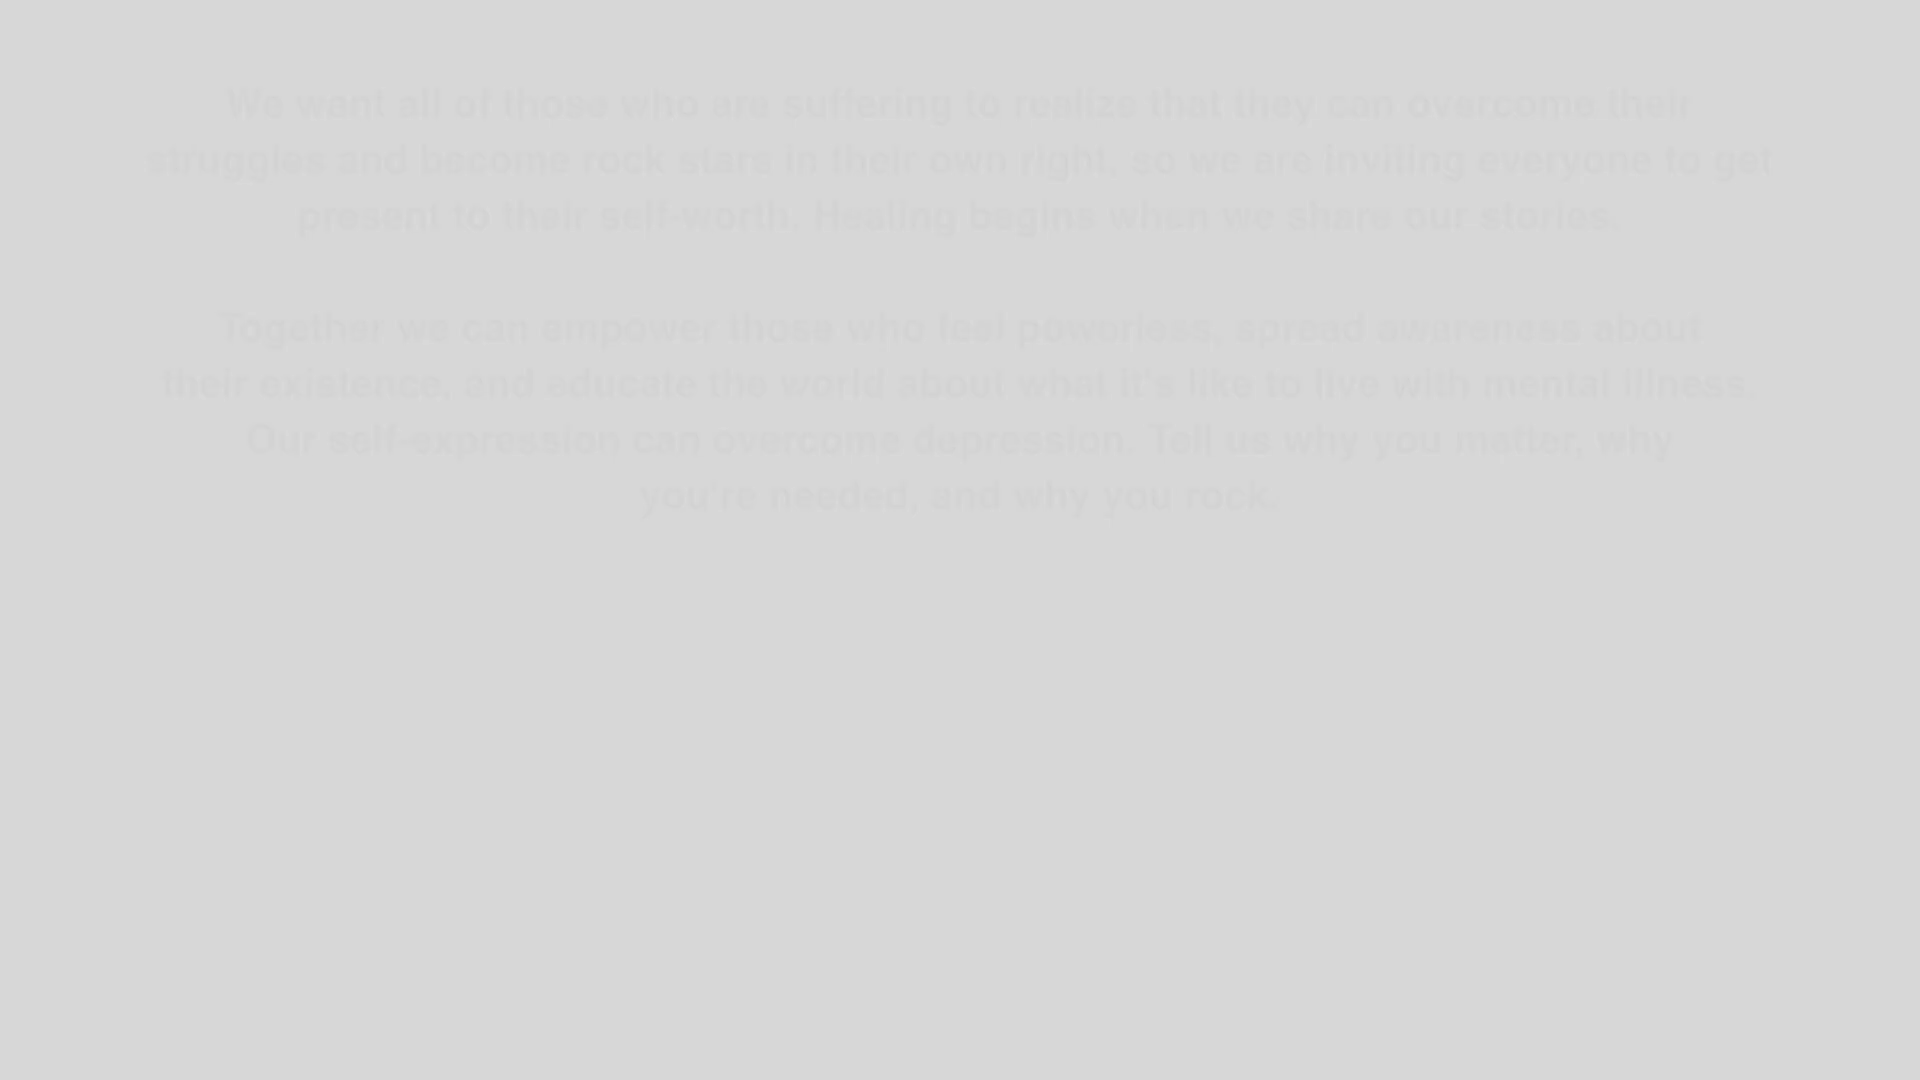 We want all of those who are suffering to realize that they can overcome their
struggles and become rock stars in their own right, so we are inviting everyone to get
present to their self-worth. Healing begins when we share our stories.
Together we can empower those who feel powerless, spread awareness about
their existence, and educate the world about what it's like to live with mental illness.
Our self-expression can overcome depression. Tell us why you matter, why
you're needed, and why you rock.